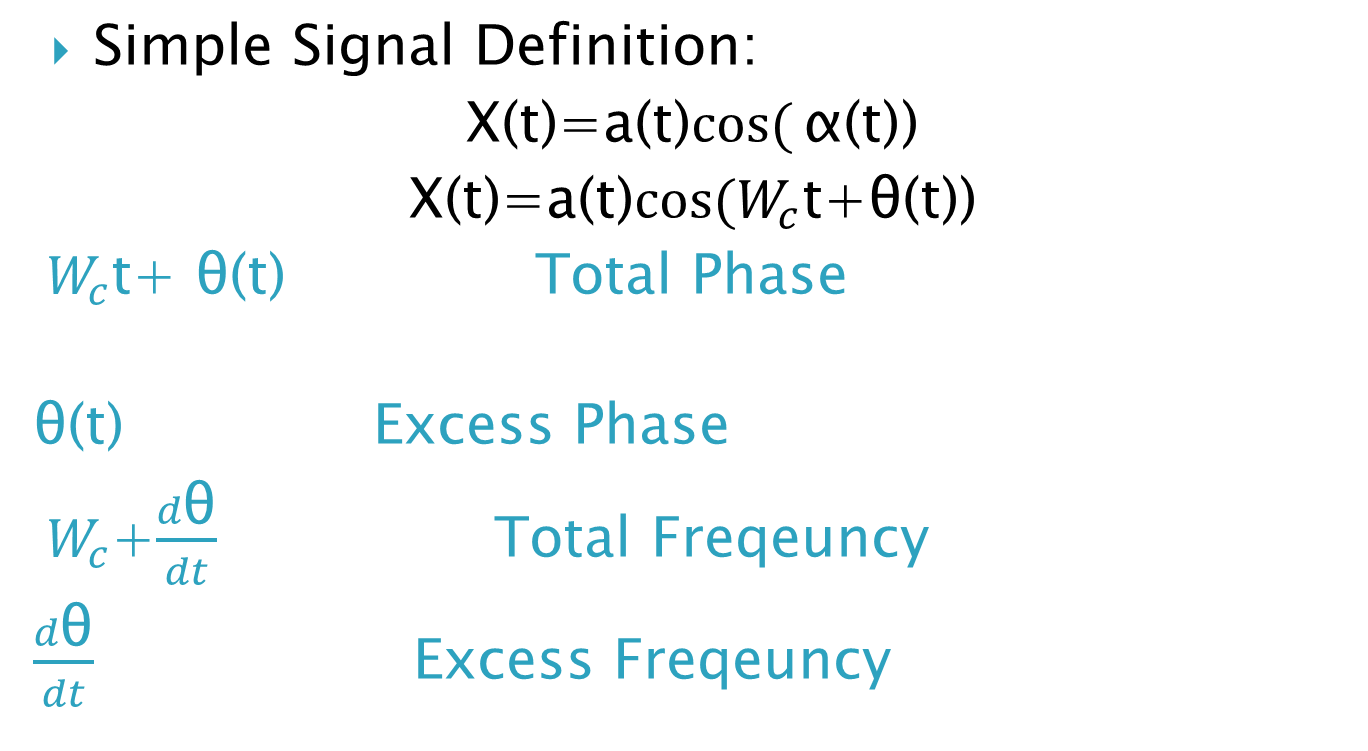 ▸ Simple Signal Definition:
X(t)=a(t)cos( α(t))
X(t)=a(t)cos(W_c t+θ(t))
W_c t+ θ(t) Total Phase
θ(t) Excess Phase
W_c+dθ/dt Total Freqeuncy
dθ/dt Excess Freqeuncy